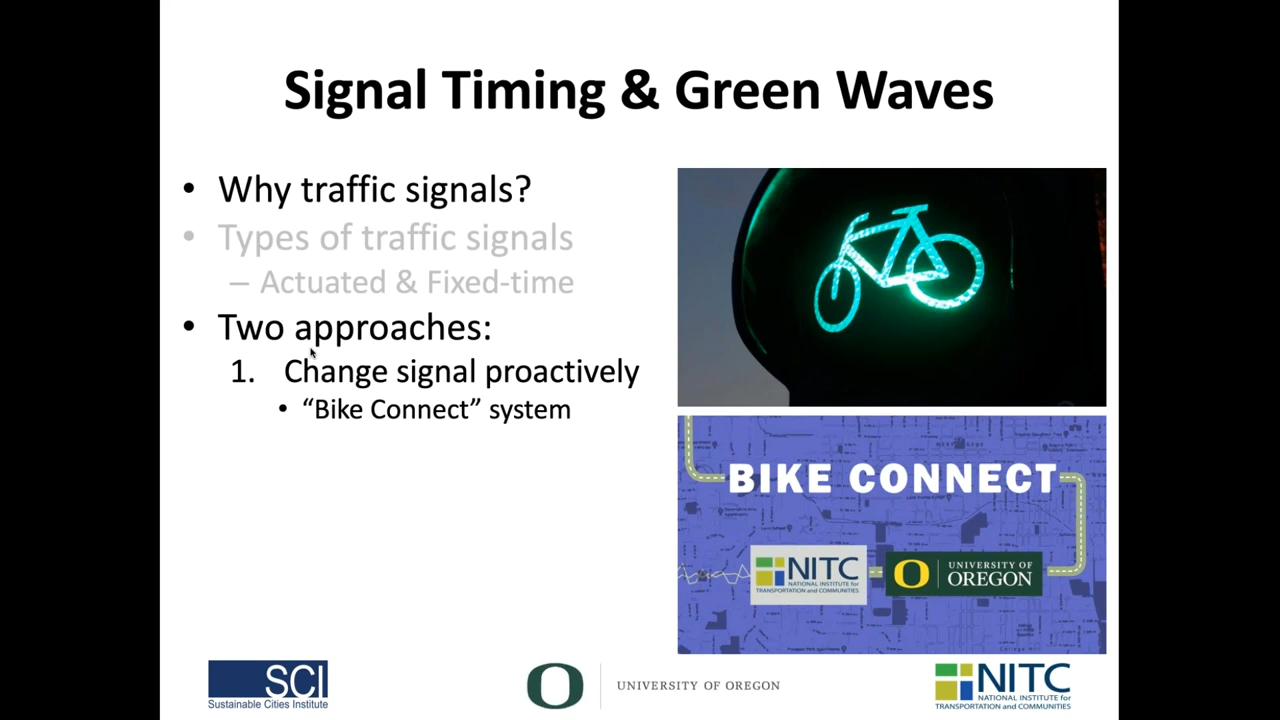 Signal Timing & Green Waves
• Why traffic signals?
• Types of traffic signals
– Actuated & Fixed-time
• Two approaches:
1. Change signal proactively
• “Bike Connect” system
BIKE CONNECT
NITC
NATIONAL INSTITUTE for
TRANSPORTATION and COMMUNITIES
O
UNIVERSITY OF
OREGON
SCI
Sustainable Cities Institute
O
UNIVERSITY OF OREGON
NITC
NATIONAL INSTITUTE for
TRANSPORTATION and COMMUNITIES